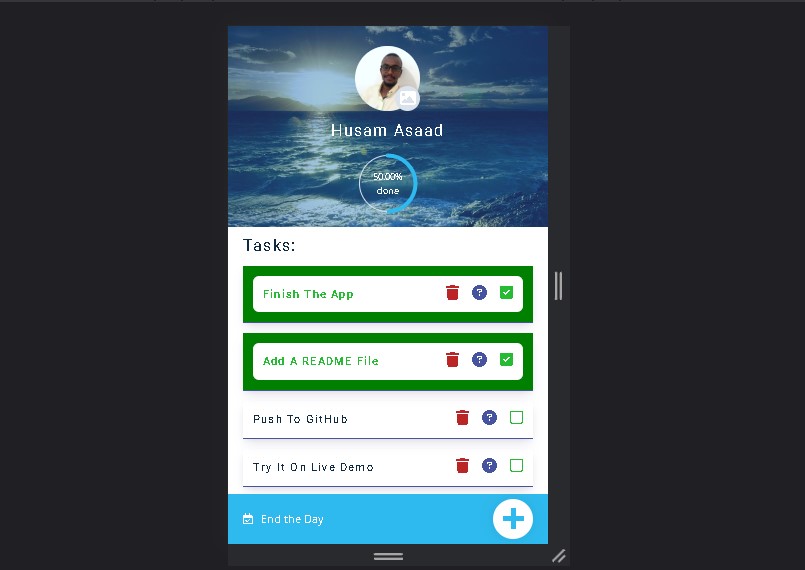 Husam Asaad
50.00%
done
Tasks:
Finish The App
Add A README File
Push To GitHub
Try It On Live Demo
End the Day